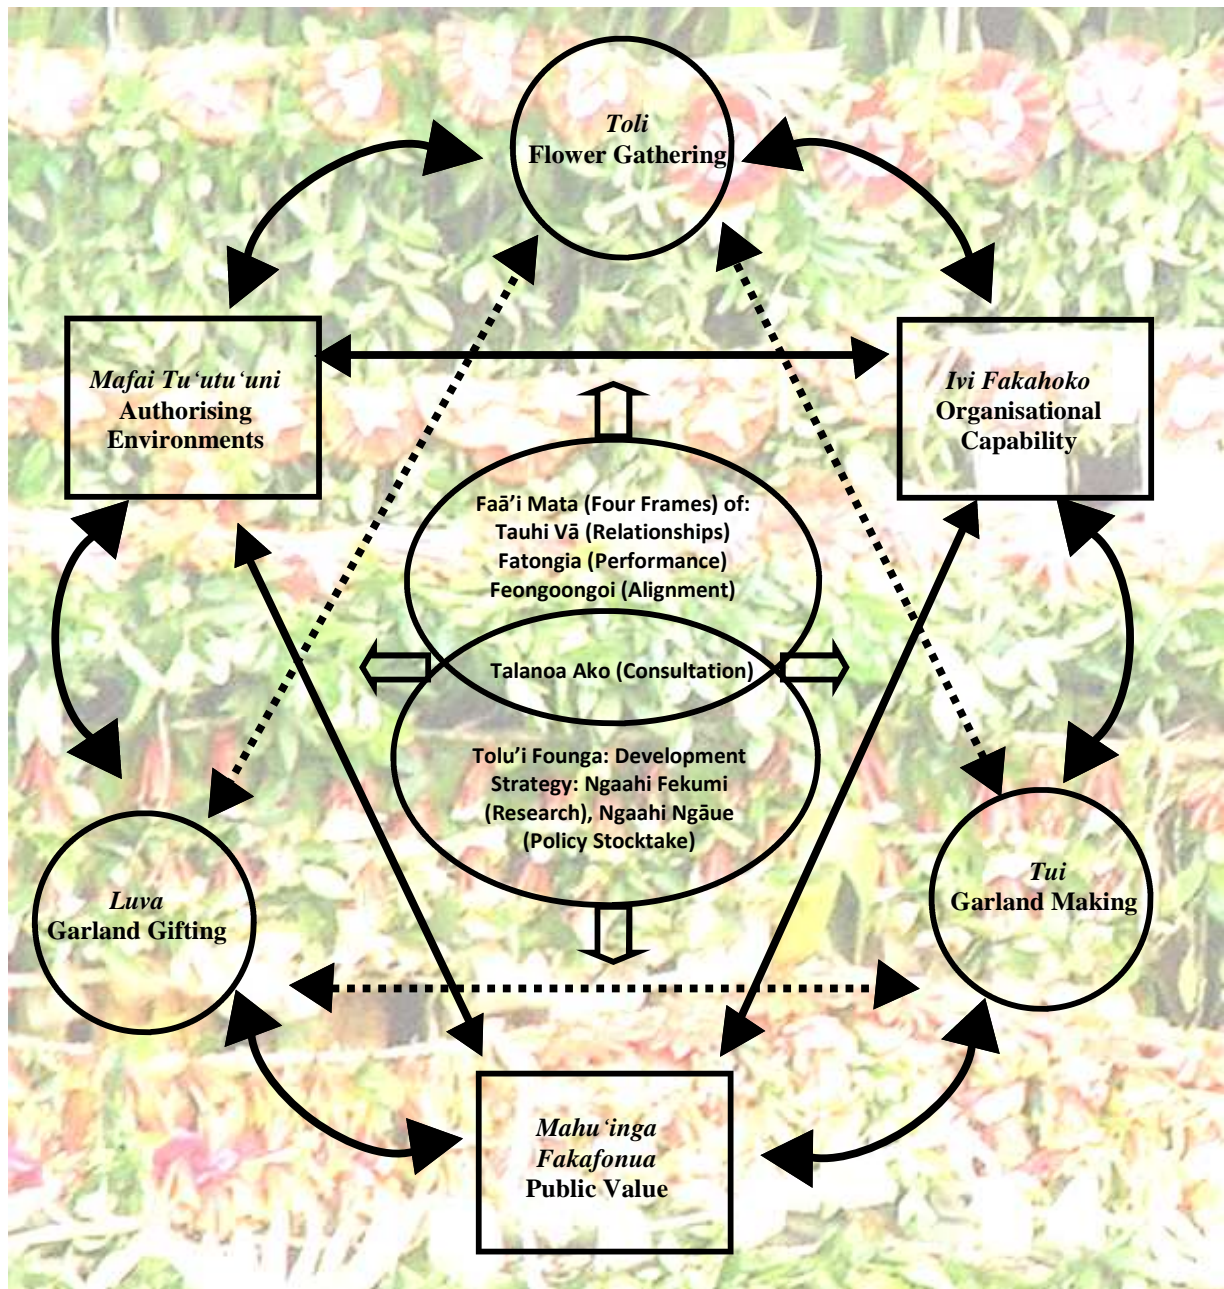 Toli
Flower Gathering
Mafai Tu‘utu‘uni
Authorising
Environments
Ivi Fakahoko
Organisational
Capability
Faā’i Mata (Four Frames) of:
Tauhi Vā (Relationships)
Fatongia (Performance)
Feongoongoi (Alignment)
Talanoa Ako (Consultation)
Tolu’i Founga: Development
Strategy: Ngaahi Fekumi
(Research), Ngaahi Ngāue
(Policy Stocktake)
Luva
Garland Gifting
Tui
Garland Making
Mahu‘inga
Fakafonua
Public Value